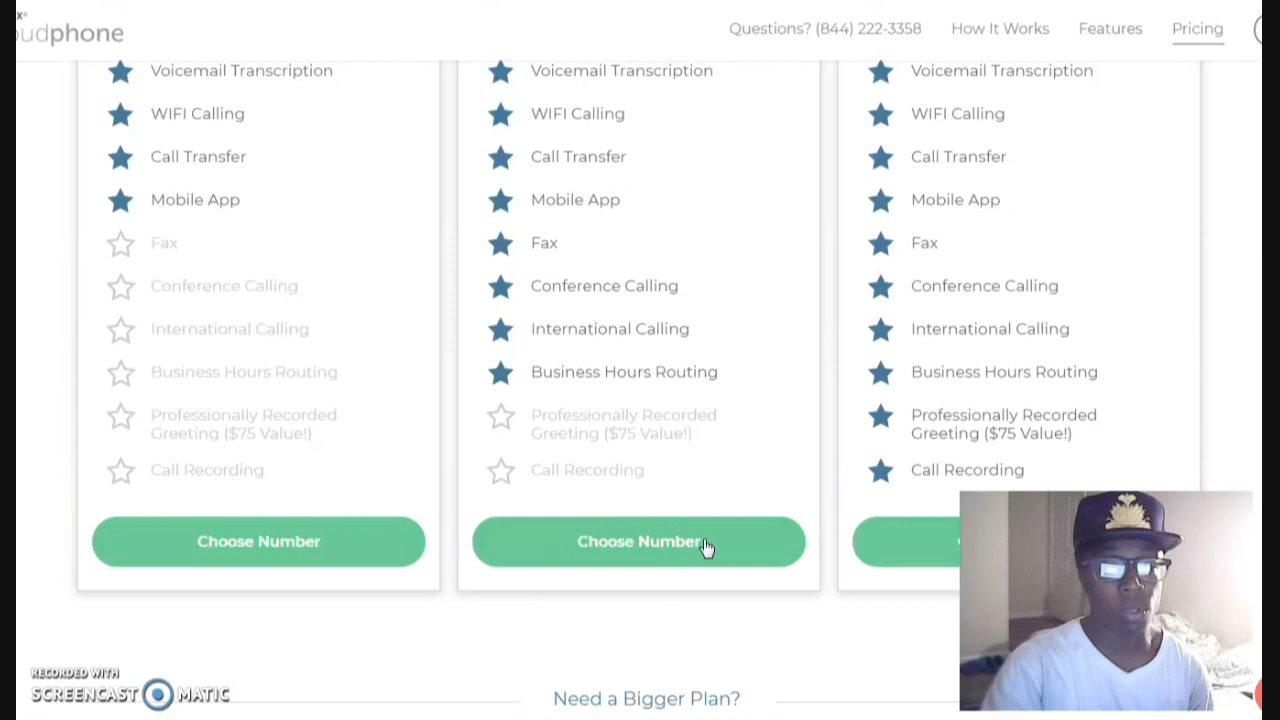 x®
oudphone
Questions? (844) 222-3358
How It Works
Features
Pricing
Voicemail Transcription
WIFI Calling
Call Transfer
Mobile App
Fax
Conference Calling
International Calling
Business Hours Routing
Professionally Recorded
Greeting ($75 Value!)
Call Recording
Choose Number
Voicemail Transcription
WIFI Calling
Call Transfer
Mobile App
Fax
Conference Calling
International Calling
Business Hours Routing
Professionally Recorded
Greeting ($75 Value!)
Call Recording
Choose Number
Voicemail Transcription
WIFI Calling
Call Transfer
Mobile App
Fax
Conference Calling
International Calling
Business Hours Routing
Professionally Recorded
Greeting ($75 Value!)
Call Recording
Need a Bigger Plan?
RECORDED WITH
SCREENCAST MATIC